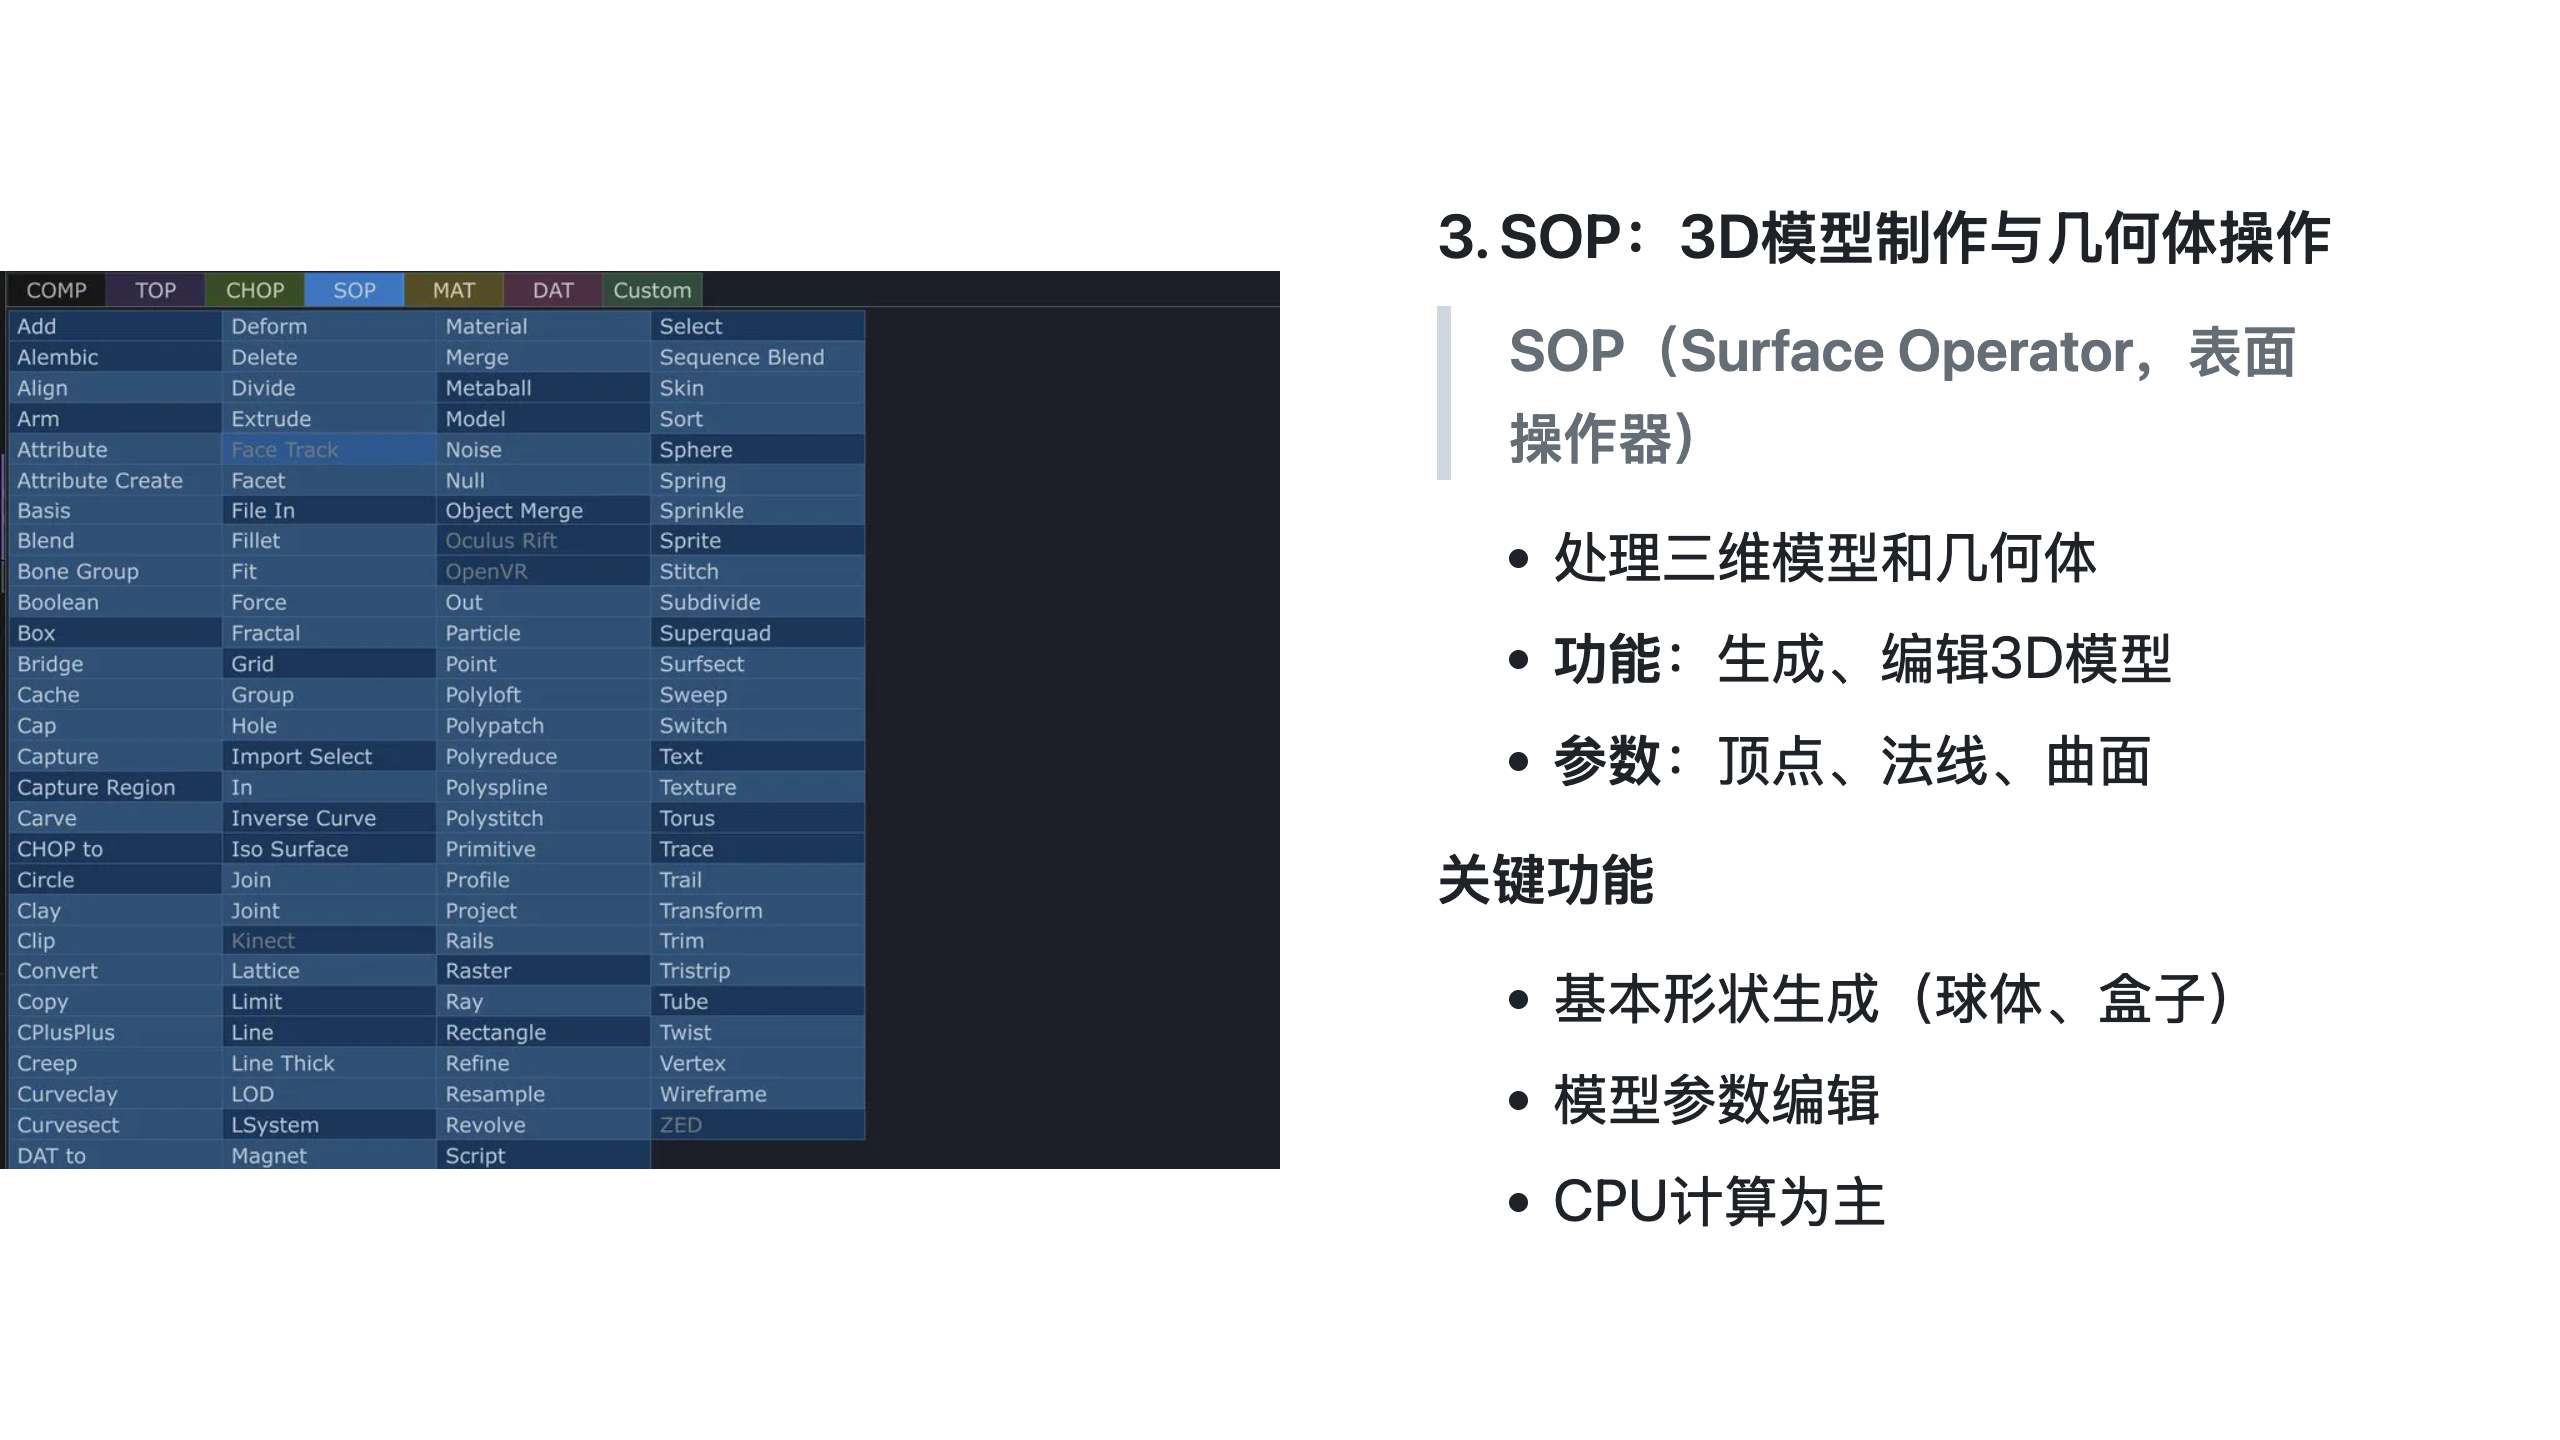 COMP TOP CHOP SOP MAT DAT Custom
Add Deform Material Select
Alembic Delete Merge Sequence Blend
Align Divide Metaball Skin
Arm Extrude Model Sort
Attribute Face Track Noise Sphere
Attribute Create Facet Null Spring
Basis File In Object Merge Sprinkle
Blend Fillet Oculus Rift Sprite
Bone Group Fit OpenVR Stitch
Boolean Force Out Subdivide
Box Fractal Particle Superquad
Bridge Grid Point Surfsect
Cache Group Polyloft Sweep
Cap Hole Polypatch Switch
Capture Import Select Polyreduce Text
Capture Region In Polyspline Texture
Carve Inverse Curve Polystitch Torus
CHOP to Iso Surface Primitive Trace
Circle Join Profile Trail
Clay Joint Project Transform
Clip Kinect Rails Trim
Convert Lattice Raster Tristrip
Copy Limit Ray Tube
CPlusPlus Line Rectangle Twist
Creep Line Thick Refine Vertex
Curveclay LOD Resample Wireframe
Curvesect LSystem Revolve ZED
DAT to Magnet Script
3. SOP：3D模型制作与几何体操作
SOP（Surface Operator，表面
操作器）
• 处理三维模型和几何体
• 功能：生成、编辑3D模型
• 参数：顶点、法线、曲面
关键功能
• 基本形状生成（球体、盒子）
• 模型参数编辑
• CPU计算为主